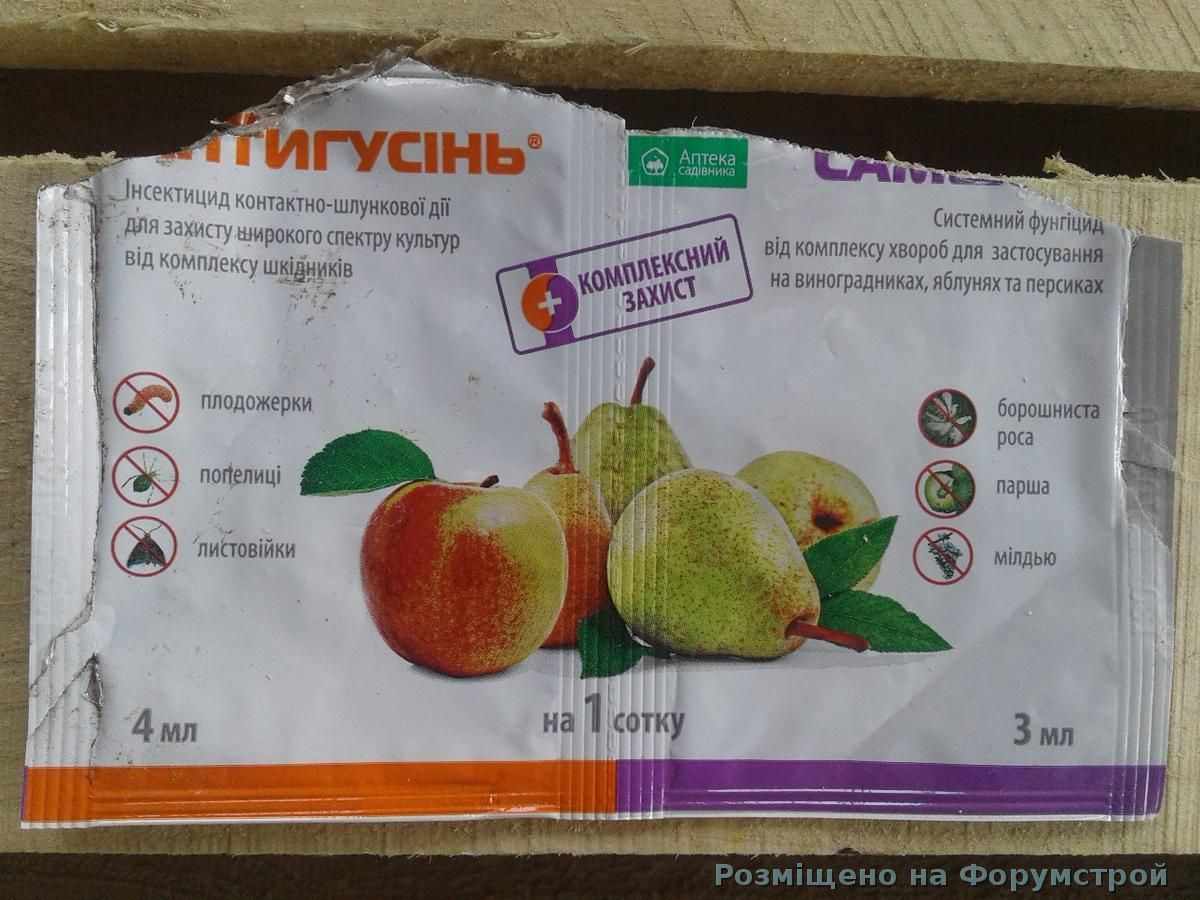 АНТИГУСІНЬ®
Інсектицид контактно-шлункової дії
для захисту широкого спектру культур
від комплексу шкідників
плодожерки
попелиці
листовійки
4 мл
Аптека
садівника
КОМПЛЕКСНИЙ
ЗАХИСТ
на 1 сотку
Системний фунгіцид
від комплексу хвороб для застосування
на виноградниках, яблунях та персиках
борошниста
роса
парша
мілдью
3 мл
Розміщено на Форумстрой